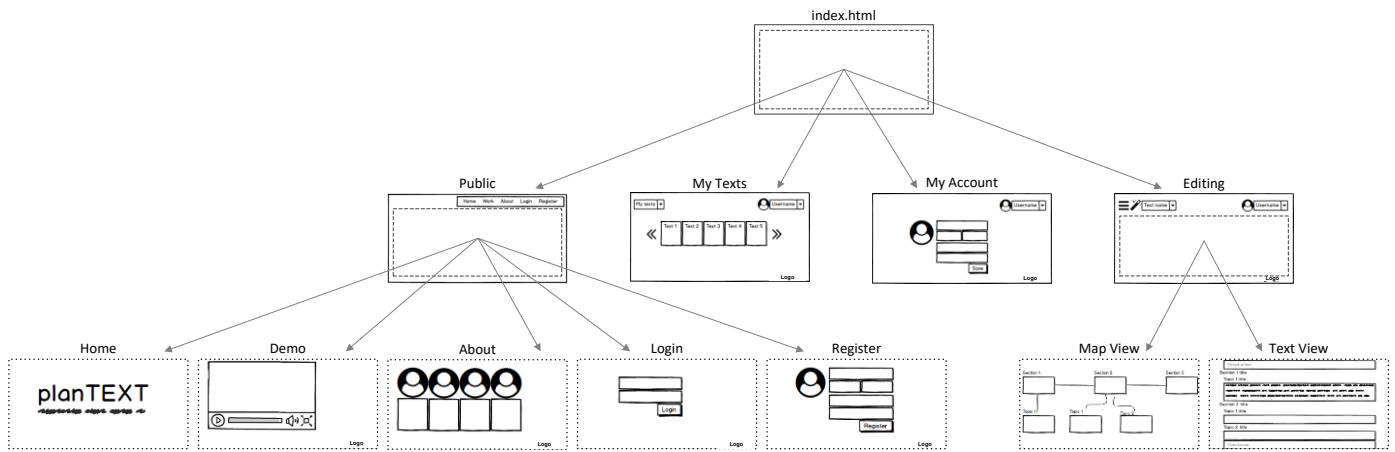 index.html
Public
My Texts
My Account
Editing
Home Work About Login Register
My texts
Username
Text 1 Text 2 Text 3 Text 4 Text 5
Logo
Username
Save
Logo
Text name
Username
Logo
Home
Demo
About
Login
Register
Map View
Text View
planTEXT
Logo
Logo
Login
Logo
Register
Logo
Section 1
Section 2
Section 3
Topic 1
Topic 1
Section 1 title
Topic 1 title
Section 2 title
Topic 1 title
Topic 2 title